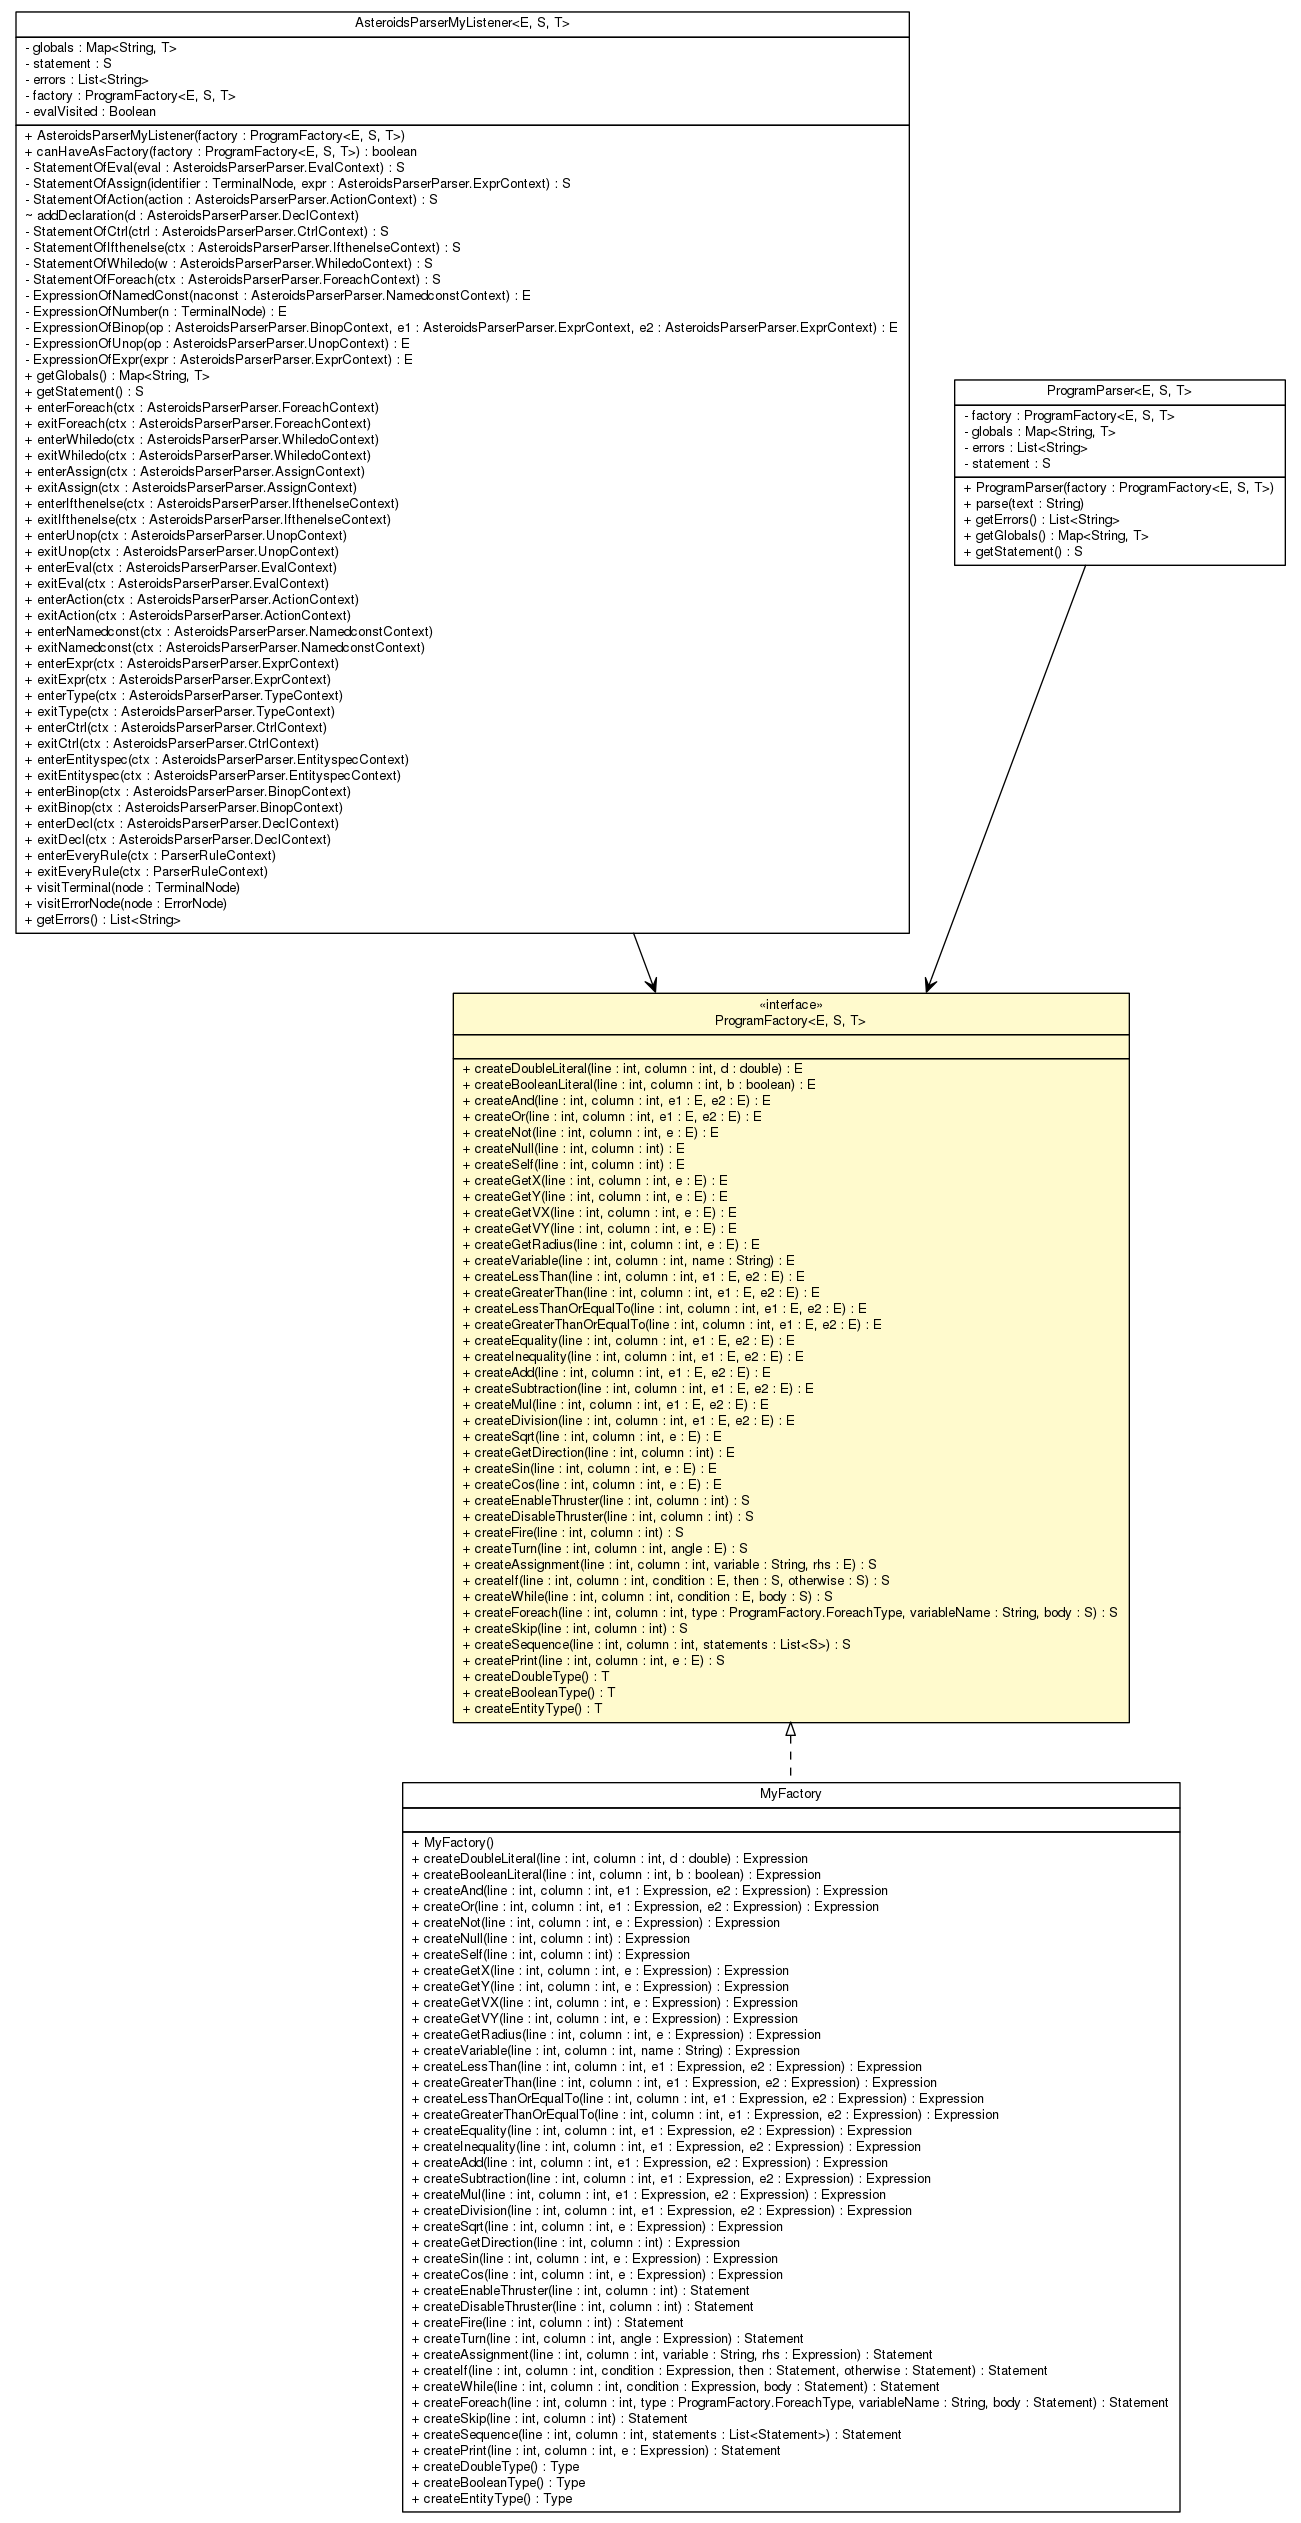 AsteroidsParserMyListener<E, S, T>
- globals : Map<String, T>
- statement : S
- errors : List<String>
- factory : ProgramFactory<E, S, T>
- evalVisited : Boolean
+ AsteroidsParserMyListener(factory : ProgramFactory<E, S, T>)
+ canHaveAsFactory(factory : ProgramFactory<E, S, T>) : boolean
- StatementOfEval(eval : AsteroidsParserParser.EvalContext) : S
- StatementOfAssign(identifier : TerminalNode, expr : AsteroidsParserParser.ExprContext) : S
- StatementOfAction(action : AsteroidsParserParser.ActionContext) : S
~ addDeclaration(d : AsteroidsParserParser.DeclContext)
- StatementOfCtrl(ctrl : AsteroidsParserParser.CtrlContext) : S
- StatementOfIfthenelse(ctx : AsteroidsParserParser.IfthenelseContext) : S
- StatementOfWhiledo(w : AsteroidsParserParser.WhiledoContext) : S
- StatementOfForeach(ctx : AsteroidsParserParser.ForeachContext) : S
- ExpressionOfNamedConst(naconst : AsteroidsParserParser.NamedconstContext) : E
- ExpressionOfNumber(n : TerminalNode) : E
- ExpressionOfBinop(op : AsteroidsParserParser.BinopContext, e1 : AsteroidsParserParser.ExprContext, e2 : AsteroidsParserParser.ExprContext) : E
- ExpressionOfUnop(op : AsteroidsParserParser.UnopContext) : E
- ExpressionOfExpr(expr : AsteroidsParserParser.ExprContext) : E
+ getGlobals() : Map<String, T>
+ getStatement() : S
+ enterForeach(ctx : AsteroidsParserParser.ForeachContext)
+ exitForeach(ctx : AsteroidsParserParser.ForeachContext)
+ enterWhiledo(ctx : AsteroidsParserParser.WhiledoContext)
+ exitWhiledo(ctx : AsteroidsParserParser.WhiledoContext)
+ enterAssign(ctx : AsteroidsParserParser.AssignContext)
+ exitAssign(ctx : AsteroidsParserParser.AssignContext)
+ enterIfthenelse(ctx : AsteroidsParserParser.IfthenelseContext)
+ exitIfthenelse(ctx : AsteroidsParserParser.IfthenelseContext)
+ enterUnop(ctx : AsteroidsParserParser.UnopContext)
+ exitUnop(ctx : AsteroidsParserParser.UnopContext)
+ enterEval(ctx : AsteroidsParserParser.EvalContext)
+ exitEval(ctx : AsteroidsParserParser.EvalContext)
+ enterAction(ctx : AsteroidsParserParser.ActionContext)
+ exitAction(ctx : AsteroidsParserParser.ActionContext)
+ enterNamedconst(ctx : AsteroidsParserParser.NamedconstContext)
+ exitNamedconst(ctx : AsteroidsParserParser.NamedconstContext)
+ enterExpr(ctx : AsteroidsParserParser.ExprContext)
+ exitExpr(ctx : AsteroidsParserParser.ExprContext)
+ enterType(ctx : AsteroidsParserParser.TypeContext)
+ exitType(ctx : AsteroidsParserParser.TypeContext)
+ enterCtrl(ctx : AsteroidsParserParser.CtrlContext)
+ exitCtrl(ctx : AsteroidsParserParser.CtrlContext)
+ enterEntityspec(ctx : AsteroidsParserParser.EntityspecContext)
+ exitEntityspec(ctx : AsteroidsParserParser.EntityspecContext)
+ enterBinop(ctx : AsteroidsParserParser.BinopContext)
+ exitBinop(ctx : AsteroidsParserParser.BinopContext)
+ enterDecl(ctx : AsteroidsParserParser.DeclContext)
+ exitDecl(ctx : AsteroidsParserParser.DeclContext)
+ enterEveryRule(ctx : ParserRuleContext)
+ exitEveryRule(ctx : ParserRuleContext)
+ visitTerminal(node : TerminalNode)
+ visitErrorNode(node : ErrorNode)
+ getErrors() : List<String>
ProgramParser<E, S, T>
- factory : ProgramFactory<E, S, T>
- globals : Map<String, T>
- errors : List<String>
- statement : S
+ ProgramParser(factory : ProgramFactory<E, S, T>)
+ parse(text : String)
+ getErrors() : List<String>
+ getGlobals() : Map<String, T>
+ getStatement() : S
«interface»
ProgramFactory<E, S, T>
+ createDoubleLiteral(line : int, column : int, d : double) : E
+ createBooleanLiteral(line : int, column : int, b : boolean) : E
+ createAnd(line : int, column : int, e1 : E, e2 : E) : E
+ createOr(line : int, column : int, e1 : E, e2 : E) : E
+ createNot(line : int, column : int, e : E) : E
+ createNull(line : int, column : int) : E
+ createSelf(line : int, column : int) : E
+ createGetX(line : int, column : int, e : E) : E
+ createGetY(line : int, column : int, e : E) : E
+ createGetVX(line : int, column : int, e : E) : E
+ createGetVY(line : int, column : int, e : E) : E
+ createGetRadius(line : int, column : int, e : E) : E
+ createVariable(line : int, column : int, name : String) : E
+ createLessThan(line : int, column : int, e1 : E, e2 : E) : E
+ createGreaterThan(line : int, column : int, e1 : E, e2 : E) : E
+ createLessThanOrEqualTo(line : int, column : int, e1 : E, e2 : E) : E
+ createGreaterThanOrEqualTo(line : int, column : int, e1 : E, e2 : E) : E
+ createEquality(line : int, column : int, e1 : E, e2 : E) : E
+ createInequality(line : int, column : int, e1 : E, e2 : E) : E
+ createAdd(line : int, column : int, e1 : E, e2 : E) : E
+ createSubtraction(line : int, column : int, e1 : E, e2 : E) : E
+ createMul(line : int, column : int, e1 : E, e2 : E) : E
+ createDivision(line : int, column : int, e1 : E, e2 : E) : E
+ createSqrt(line : int, column : int, e : E) : E
+ createGetDirection(line : int, column : int) : E
+ createSin(line : int, column : int, e : E) : E
+ createCos(line : int, column : int, e : E) : E
+ createEnableThruster(line : int, column : int) : S
+ createDisableThruster(line : int, column : int) : S
+ createFire(line : int, column : int) : S
+ createTurn(line : int, column : int, angle : E) : S
+ createAssignment(line : int, column : int, variable : String, rhs : E) : S
+ createIf(line : int, column : int, condition : E, then : S, otherwise : S) : S
+ createWhile(line : int, column : int, condition : E, body : S) : S
+ createForeach(line : int, column : int, type : ProgramFactory.ForeachType, variableName : String, body : S) : S
+ createSkip(line : int, column : int) : S
+ createSequence(line : int, column : int, statements : List<S>) : S
+ createPrint(line : int, column : int, e : E) : S
+ createDoubleType() : T
+ createBooleanType() : T
+ createEntityType() : T
MyFactory
+ MyFactory()
+ createDoubleLiteral(line : int, column : int, d : double) : Expression
+ createBooleanLiteral(line : int, column : int, b : boolean) : Expression
+ createAnd(line : int, column : int, e1 : Expression, e2 : Expression) : Expression
+ createOr(line : int, column : int, e1 : Expression, e2 : Expression) : Expression
+ createNot(line : int, column : int, e : Expression) : Expression
+ createNull(line : int, column : int) : Expression
+ createSelf(line : int, column : int) : Expression
+ createGetX(line : int, column : int, e : Expression) : Expression
+ createGetY(line : int, column : int, e : Expression) : Expression
+ createGetVX(line : int, column : int, e : Expression) : Expression
+ createGetVY(line : int, column : int, e : Expression) : Expression
+ createGetRadius(line : int, column : int, e : Expression) : Expression
+ createVariable(line : int, column : int, name : String) : Expression
+ createLessThan(line : int, column : int, e1 : Expression, e2 : Expression) : Expression
+ createGreaterThan(line : int, column : int, e1 : Expression, e2 : Expression) : Expression
+ createLessThanOrEqualTo(line : int, column : int, e1 : Expression, e2 : Expression) : Expression
+ createGreaterThanOrEqualTo(line : int, column : int, e1 : Expression, e2 : Expression) : Expression
+ createEquality(line : int, column : int, e1 : Expression, e2 : Expression) : Expression
+ createInequality(line : int, column : int, e1 : Expression, e2 : Expression) : Expression
+ createAdd(line : int, column : int, e1 : Expression, e2 : Expression) : Expression
+ createSubtraction(line : int, column : int, e1 : Expression, e2 : Expression) : Expression
+ createMul(line : int, column : int, e1 : Expression, e2 : Expression) : Expression
+ createDivision(line : int, column : int, e1 : Expression, e2 : Expression) : Expression
+ createSqrt(line : int, column : int, e : Expression) : Expression
+ createGetDirection(line : int, column : int) : Expression
+ createSin(line : int, column : int, e : Expression) : Expression
+ createCos(line : int, column : int, e : Expression) : Expression
+ createEnableThruster(line : int, column : int) : Statement
+ createDisableThruster(line : int, column : int) : Statement
+ createFire(line : int, column : int) : Statement
+ createTurn(line : int, column : int, angle : Expression) : Statement
+ createAssignment(line : int, column : int, variable : String, rhs : Expression) : Statement
+ createIf(line : int, column : int, condition : Expression, then : Statement, otherwise : Statement) : Statement
+ createWhile(line : int, column : int, condition : Expression, body : Statement) : Statement
+ createForeach(line : int, column : int, type : ProgramFactory.ForeachType, variableName : String, body : Statement) : Statement
+ createSkip(line : int, column : int) : Statement
+ createSequence(line : int, column : int, statements : List<Statement>) : Statement
+ createPrint(line : int, column : int, e : Expression) : Statement
+ createDoubleType() : Type
+ createBooleanType() : Type
+ createEntityType() : Type